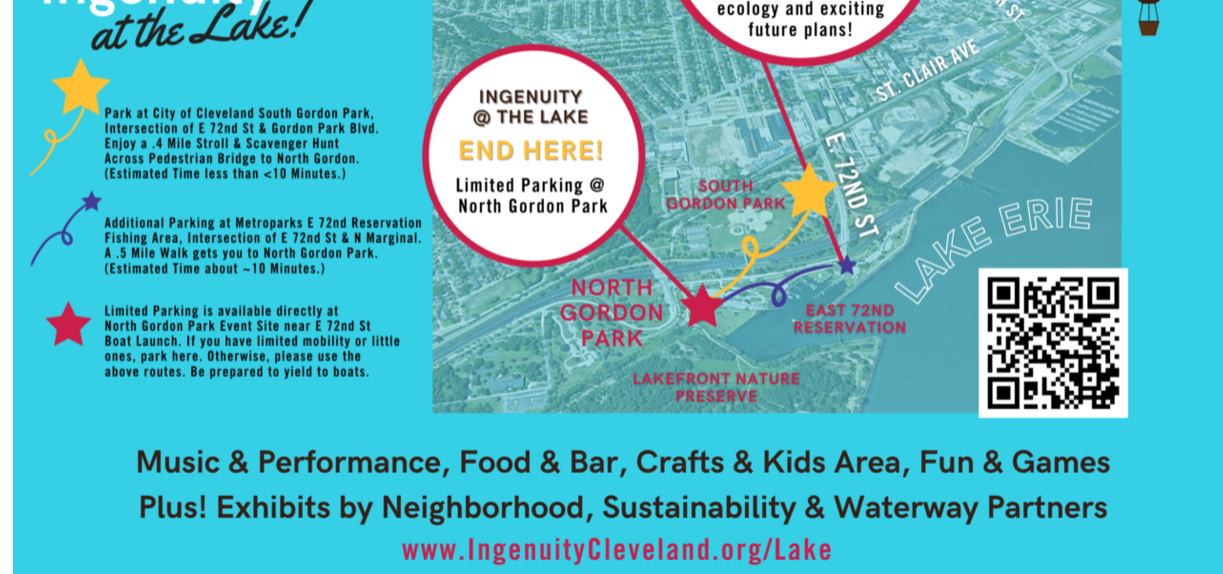 Ingenuity
at the Lake!
Park at City of Cleveland South Gordon Park,
Intersection of E 72nd St & Gordon Park Blvd.
Enjoy a .4 Mile Stroll & Scavenger Hunt
Across Pedestrian Bridge to North Gordon.
(Estimated Time less than <10 Minutes.)
Additional Parking at Metroparks E 72nd Reservation
Fishing Area, Intersection of E 72nd St & N Marginal.
A .5 Mile Walk gets you to North Gordon Park.
(Estimated Time about ~10 Minutes.)
Limited Parking is available directly at
North Gordon Park Event Site near E 72nd St
Boat Launch. If you have limited mobility or little
ones, park here. Otherwise, please use the
above routes. Be prepared to yield to boats.
ecology and exciting
future plans!
ST
ST. CLAIR AVE
INGENUITY
@ THE LAKE
END HERE!
Limited Parking @
North Gordon Park
E 72ND ST
SOUTH
GORDON PARK
LAKE ERIE
NORTH
GORDON
PARK
EAST 72ND
RESERVATION
LAKEFRONT NATURE
PRESERVE
Music & Performance, Food & Bar, Crafts & Kids Area, Fun & Games
Plus! Exhibits by Neighborhood, Sustainability & Waterway Partners
www.IngenuityCleveland.org/Lake